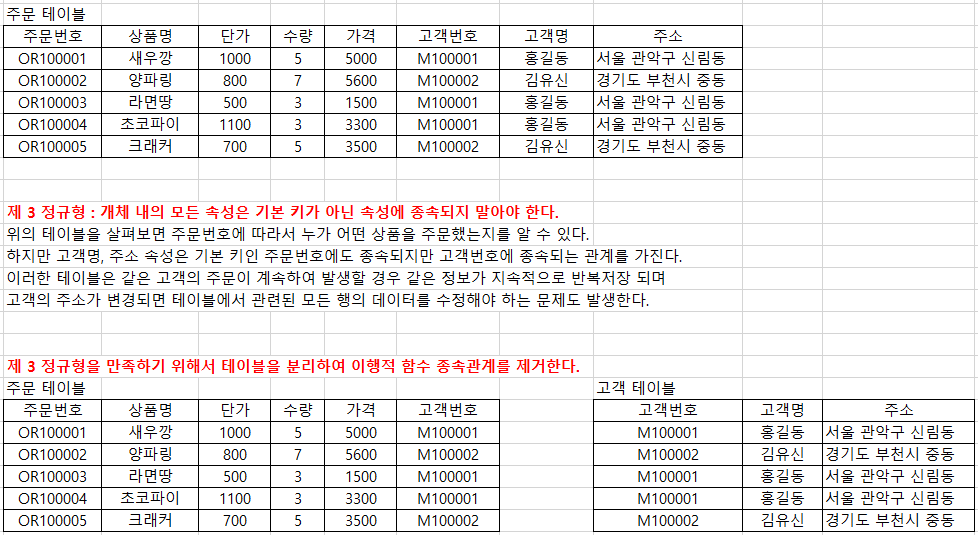 주문 테이블
주문번호 상품명 단가 수량 가격 고객번호 고객명 주소
OR100001 새우깡 1000 5 5000 M100001 홍길동 서울 관악구 신림동
OR100002 양파링 800 7 5600 M100002 김유신 경기도 부천시 중동
OR100003 라면땅 500 3 1500 M100001 홍길동 서울 관악구 신림동
OR100004 초코파이 1100 3 3300 M100001 홍길동 서울 관악구 신림동
OR100005 크래커 700 5 3500 M100002 김유신 경기도 부천시 중동
제 3 정규형 : 개체 내의 모든 속성은 기본 키가 아닌 속성에 종속되지 말아야 한다.
위의 테이블을 살펴보면 주문번호에 따라서 누가 어떤 상품을 주문했는지를 알 수 있다.
하지만 고객명, 주소 속성은 기본 키인 주문번호에도 종속되지만 고객번호에 종속되는 관계를 가진다.
이러한 테이블은 같은 고객의 주문이 계속하여 발생할 경우 같은 정보가 지속적으로 반복저장 되며
고객의 주소가 변경되면 테이블에서 관련된 모든 행의 데이터를 수정해야 하는 문제도 발생한다.
제 3 정규형을 만족하기 위해서 테이블을 분리하여 이행적 함수 종속관계를 제거한다.
주문 테이블 고객 테이블
주문번호 상품명 단가 수량 가격 고객번호 고객번호 고객명 주소
OR100001 새우깡 1000 5 5000 M100001 M100001 홍길동 서울 관악구 신림동
OR100002 양파링 800 7 5600 M100002 M100002 김유신 경기도 부천시 중동
OR100003 라면땅 500 3 1500 M100001 M100001 홍길동 서울 관악구 신림동
OR100004 초코파이 1100 3 3300 M100001 M100001 홍길동 서울 관악구 신림동
OR100005 크래커 700 5 3500 M100002 M100002 김유신 경기도 부천시 중동